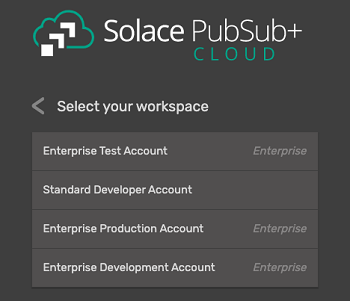 Solace PubSub+
CLOUD
Select your workspace
Enterprise Test Account Enterprise
Standard Developer Account
Enterprise Production Account Enterprise
Enterprise Development Account Enterprise